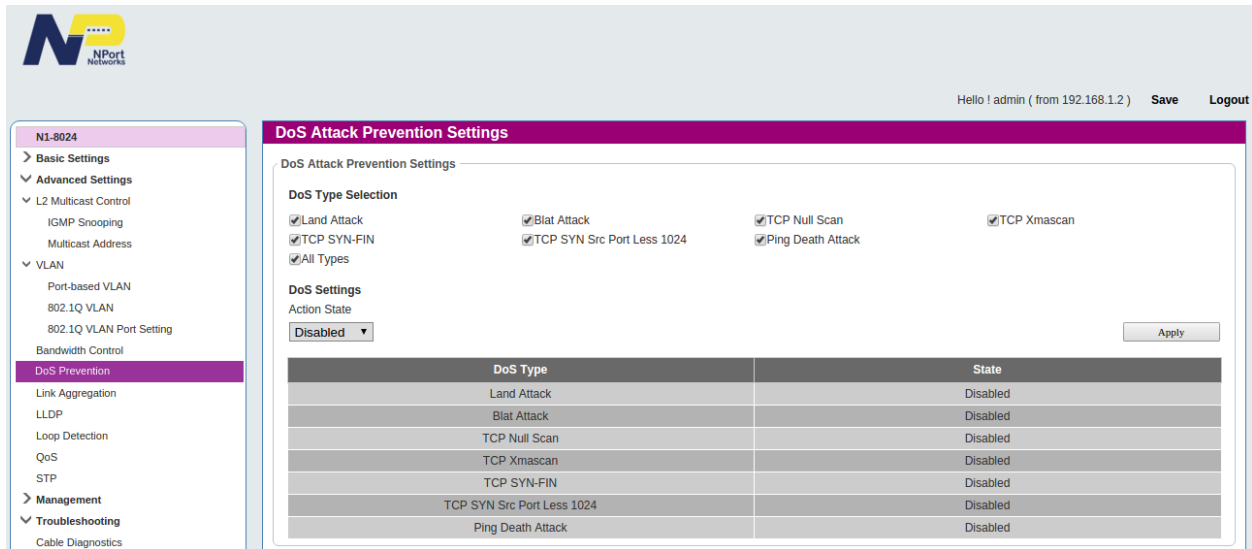 NP
NPort
Networks
Hello ! admin ( from 192.168.1.2 ) Save Logout
N1-8024
Basic Settings
Advanced Settings
L2 Multicast Control
IGMP Snooping
Multicast Address
VLAN
Port-based VLAN
802.1Q VLAN
802.1Q VLAN Port Setting
Bandwidth Control
DoS Prevention
Link Aggregation
LLDP
Loop Detection
QoS
STP
Management
Troubleshooting
Cable Diagnostics
DoS Attack Prevention Settings
DoS Attack Prevention Settings
DoS Type Selection
Land Attack Blat Attack TCP Null Scan TCP Xmascan
TCP SYN-FIN TCP SYN Src Port Less 1024 Ping Death Attack
All Types
DoS Settings
Action State
Disabled Apply
DoS Type State
Land Attack Disabled
Blat Attack Disabled
TCP Null Scan Disabled
TCP Xmascan Disabled
TCP SYN-FIN Disabled
TCP SYN Src Port Less 1024 Disabled
Ping Death Attack Disabled